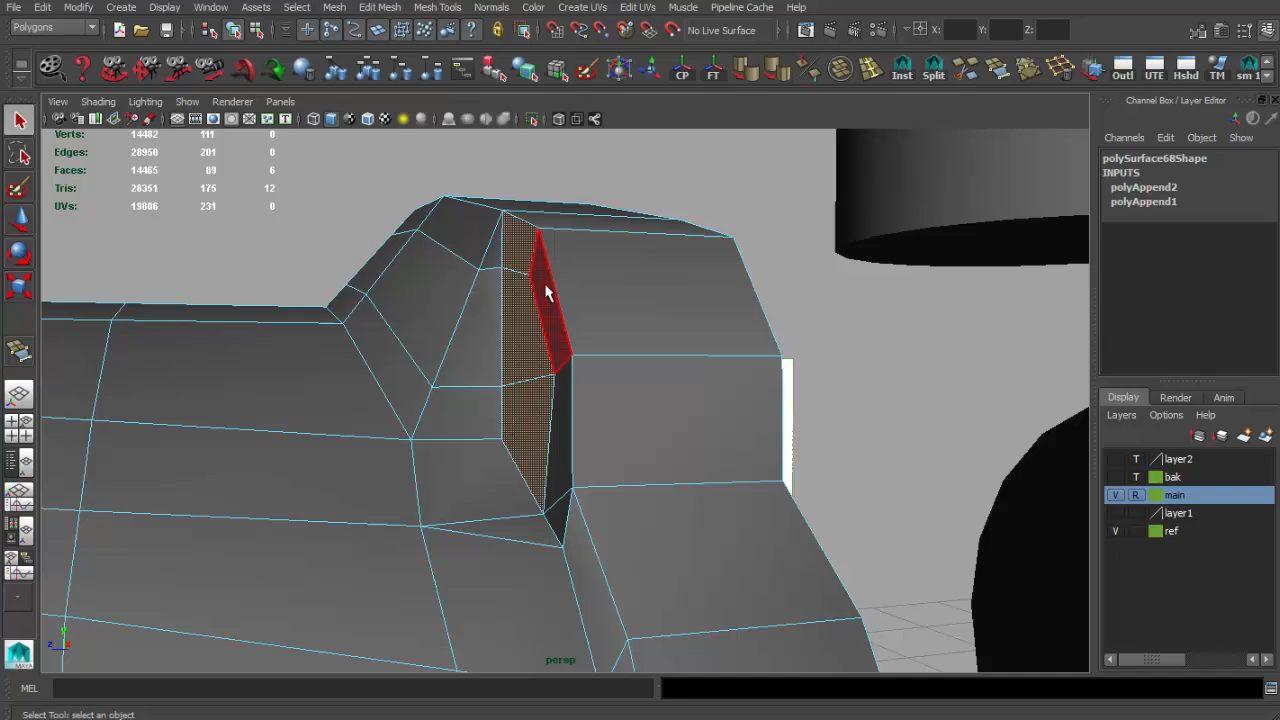 File Edit Modify Create Display Window Assets Select Mesh Edit Mesh Mesh Tools Normals Color Create UVs Edit UVs Muscle Pipeline Cache Help
Polygons No Live Surface X: Y: Z:
CP FT Inst Split Outl UTE Hshd TM sm 1
View Shading Lighting Show Renderer Panels
Channel Box / Layer Editor
Verts: 14482 111 0
Edges: 28950 201 0
Faces: 14465 89 6
Tris: 28351 175 12
UVs: 19806 231 0
Channels Edit Object Show
polySurface68Shape
INPUTS
polyAppend2
polyAppend1
Display Render Anim
Layers Options Help
T layer2
T bak
V R main
layer1
V ref
y
z x
persp
MAYA
MEL
Select Tool: select an object